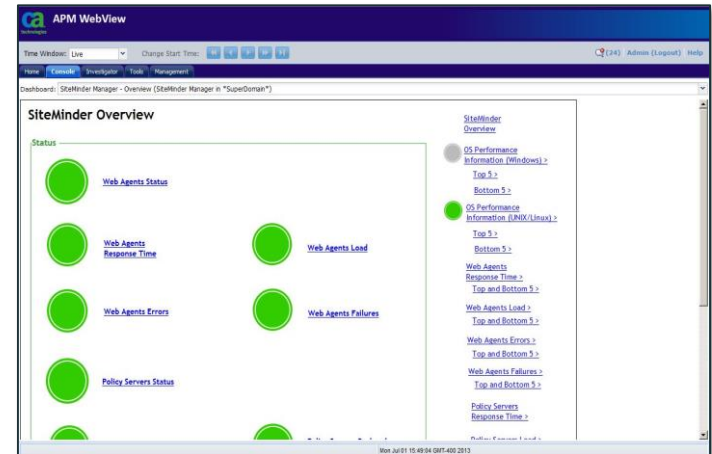 ca
technologies
APM WebView
Time Window: Live
Change Start Time:
(24) Admin (Logout) Help
Home Console Investigator Tools Management
Dashboard: SiteMinder Manager - Overview (SiteMinder Manager in *SuperDomain*)
SiteMinder Overview
Status
Web Agents Status
Web Agents
Response Time
Web Agents Load
Web Agents Errors
Web Agents Failures
Policy Servers Status
SiteMinder
Overview
OS Performance
Information (Windows) >
Top 5 >
Bottom 5 >
OS Performance
Information (UNIX/Linux) >
Top 5 >
Bottom 5 >
Web Agents
Response Time >
Top and Bottom 5 >
Web Agents Load >
Top and Bottom 5 >
Web Agents Errors >
Top and Bottom 5 >
Web Agents Failures >
Top and Bottom 5 >
Policy Servers
Response Time >
Mon Jul 01 15:49:04 GMT-400 2013